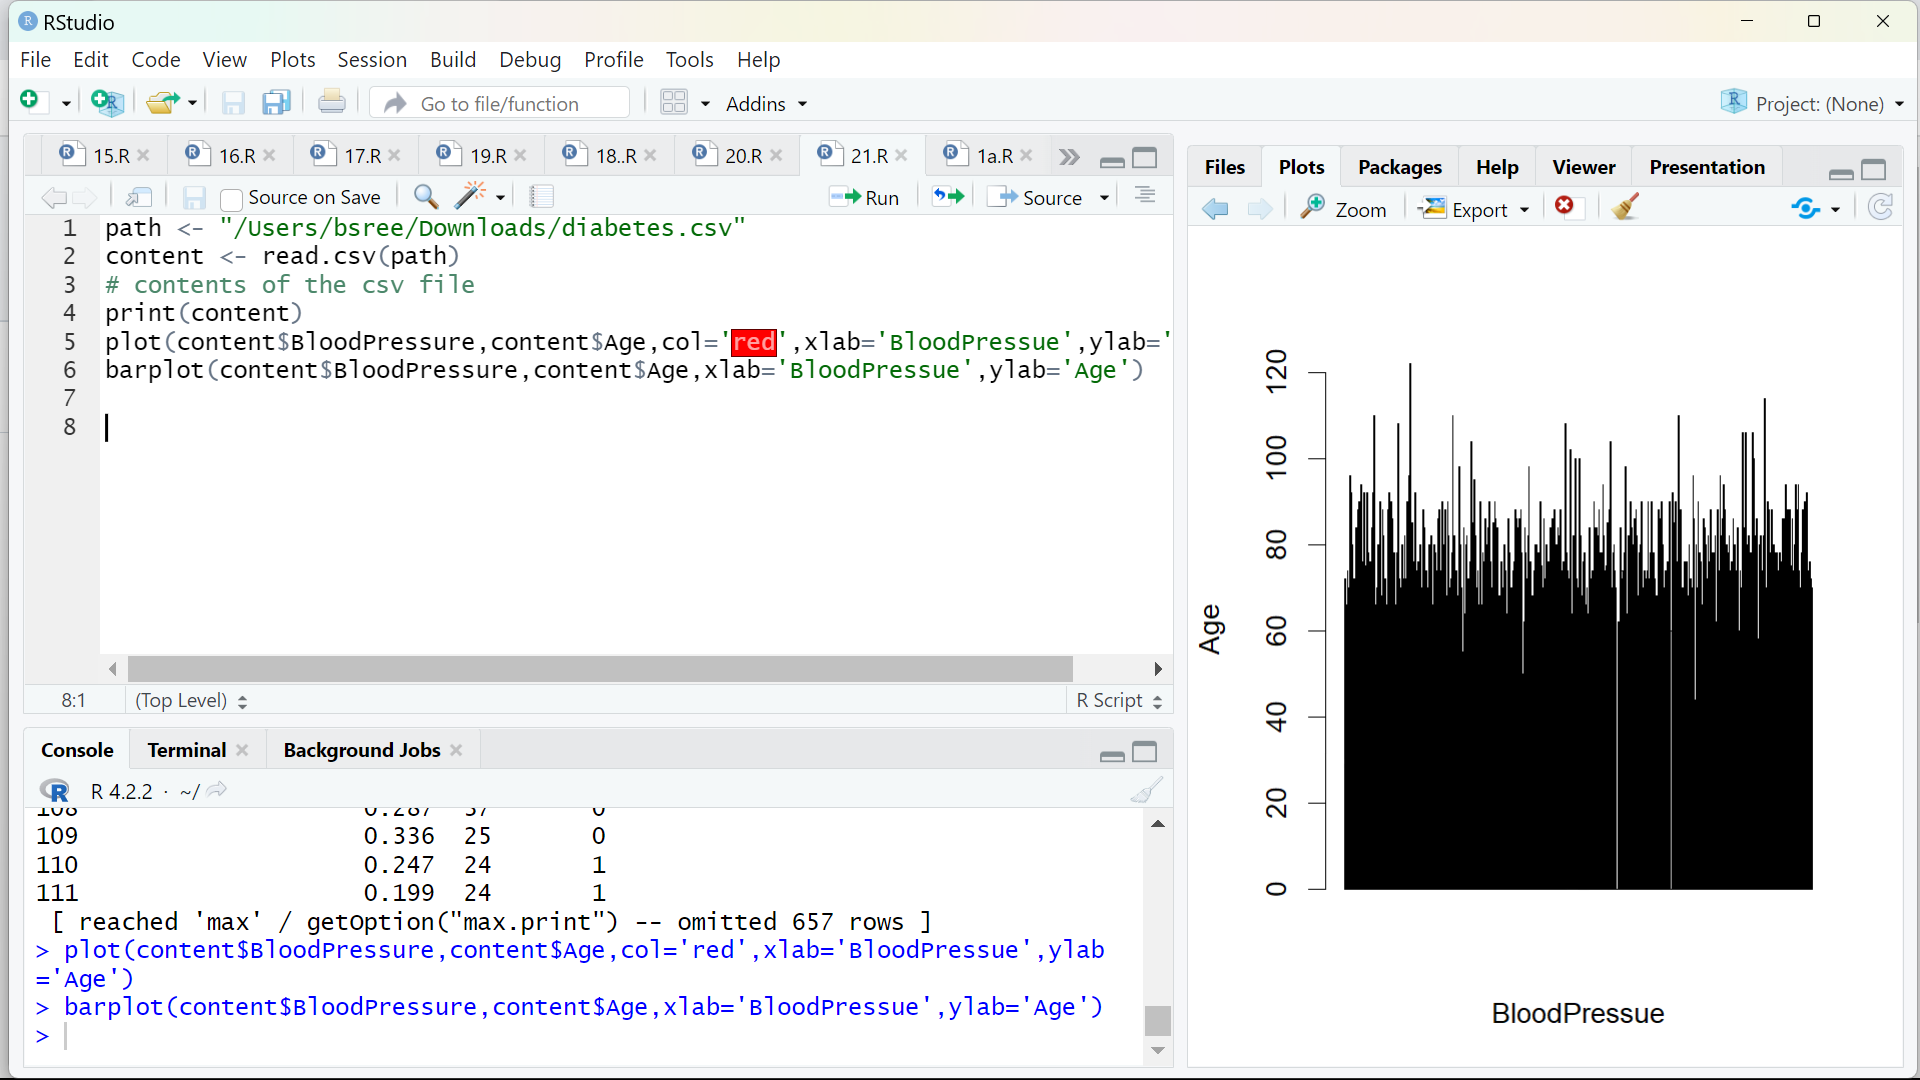 RStudio
File Edit Code View Plots Session Build Debug Profile Tools Help
Go to file/function Addins Project: (None)
15.R 16.R 17.R 19.R 18..R 20.R 21.R 1a.R
Source on Save Run Source
1 path <- "/Users/bsree/Downloads/diabetes.csv"
2 content <- read.csv(path)
3 # contents of the csv file
4 print(content)
5 plot(content$BloodPressure,content$Age,col='red',xlab='BloodPressue',ylab='
6 barplot(content$BloodPressure,content$Age,xlab='BloodPressue',ylab='Age')
7
8
8:1 (Top Level) R Script
Console Terminal Background Jobs
R 4.2.2 · ~/
108 0.287 37 0
109 0.336 25 0
110 0.247 24 1
111 0.199 24 1
[ reached 'max' / getOption("max.print") -- omitted 657 rows ]
> plot(content$BloodPressure,content$Age,col='red',xlab='BloodPressue',ylab
='Age')
> barplot(content$BloodPressure,content$Age,xlab='BloodPressue',ylab='Age')
>
Files Plots Packages Help Viewer Presentation
Zoom Export
120
100
80
60
40
20
0
Age
BloodPressue